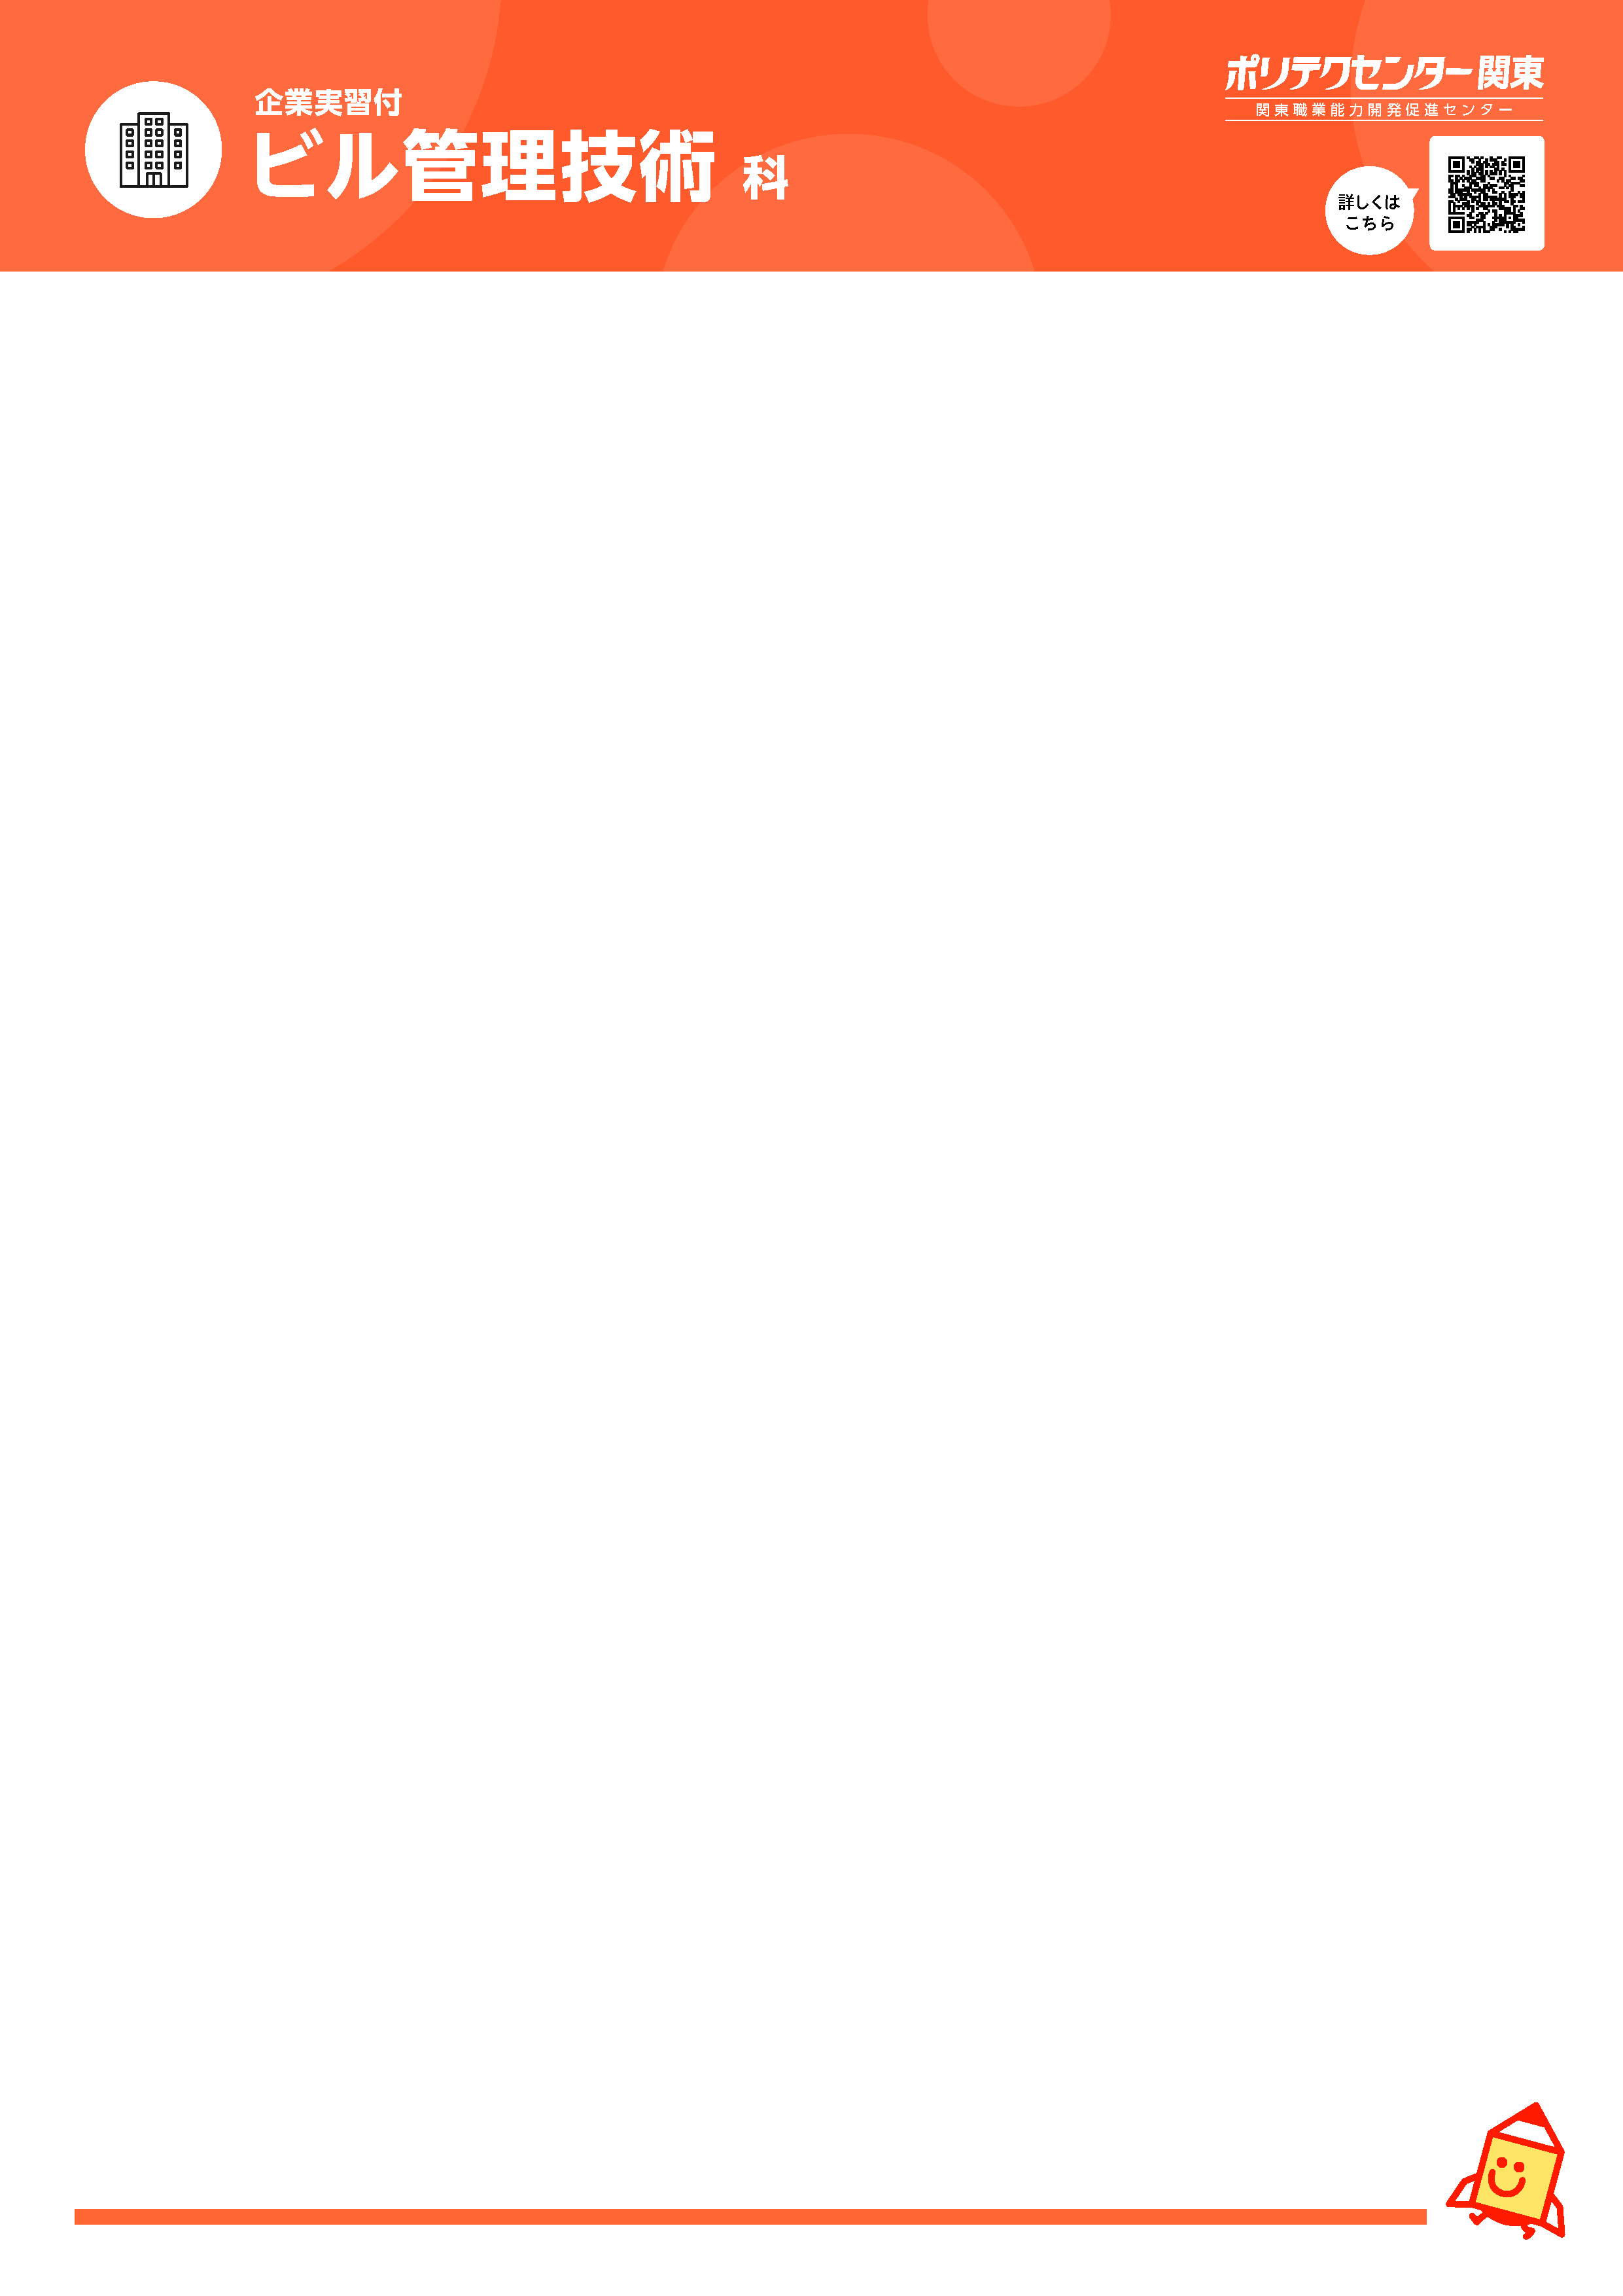 企業実習付
ビル管理技術 科
ポリテクセンター関東
関東職業能力開発促進センター
詳しくは
こちら